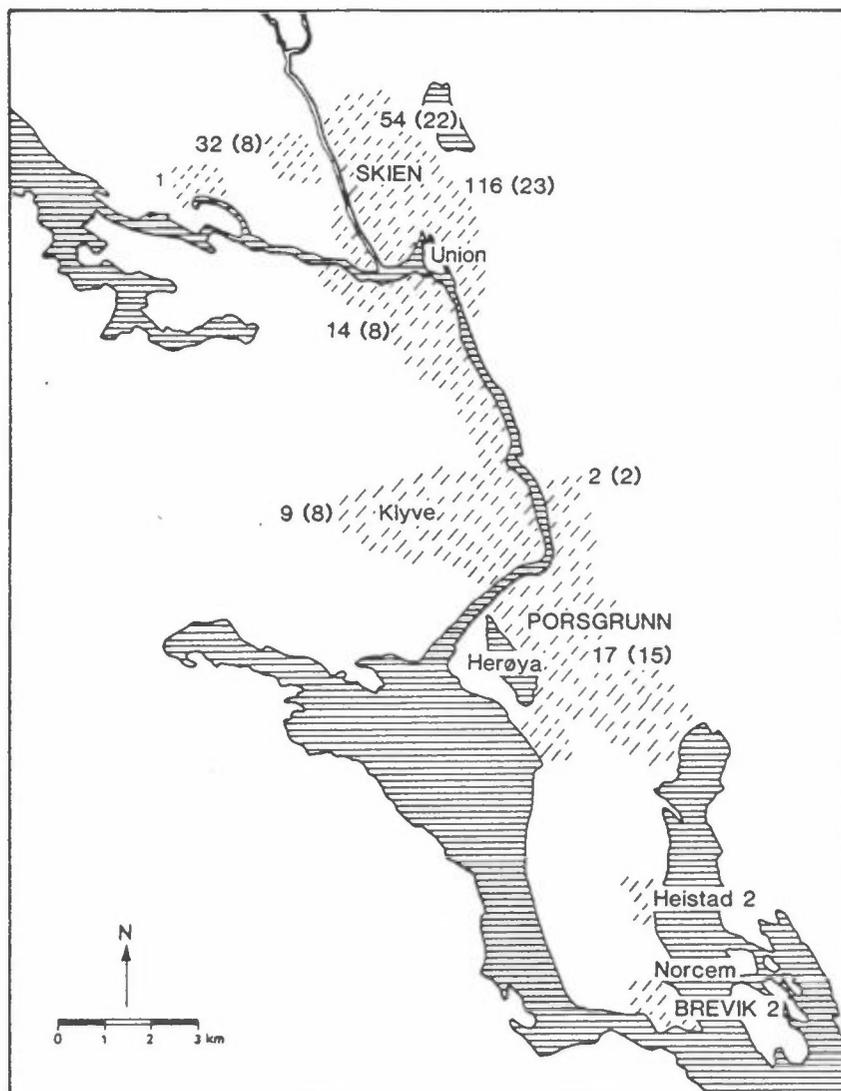 54 (22)
32 (8)
SKIEN
1
116 (23)
Union
14 (8)
2 (2)
9 (8)
Klyve
PORSGRUNN
17 (15)
Herøya
Heistad 2
N
Norcem
BREVIK 2
0 1 2 3 km